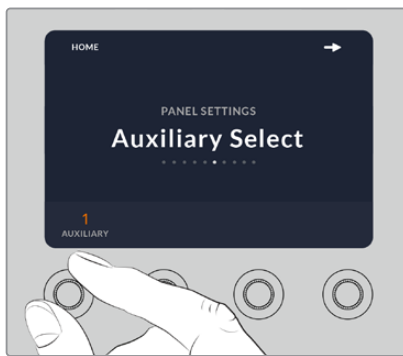 HOME
PANEL SETTINGS
Auxiliary Select
1
AUXILIARY